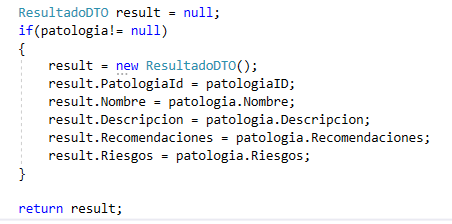 ResultadoDTO result = null;
if(patologia!= null)
{
    result = new ResultadoDTO();
    result.PatologiaId = patologiaID;
    result.Nombre = patologia.Nombre;
    result.Descripcion = patologia.Descripcion;
    result.Recomendaciones = patologia.Recomendaciones;
    result.Riesgos = patologia.Riesgos;
}
return result;